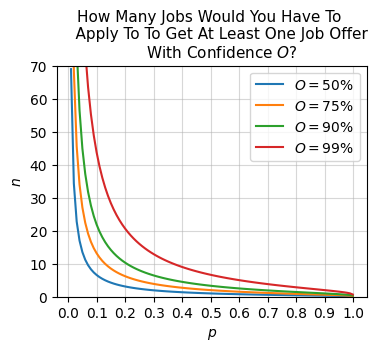 How Many Jobs Would You Have To
Apply To To Get At Least One Job Offer
With Confidence O?
70
60
50
40
30
20
10
0
n
O = 50%
O = 75%
O = 90%
O = 99%
0.0 0.1 0.2 0.3 0.4 0.5 0.6 0.7 0.8 0.9 1.0
p